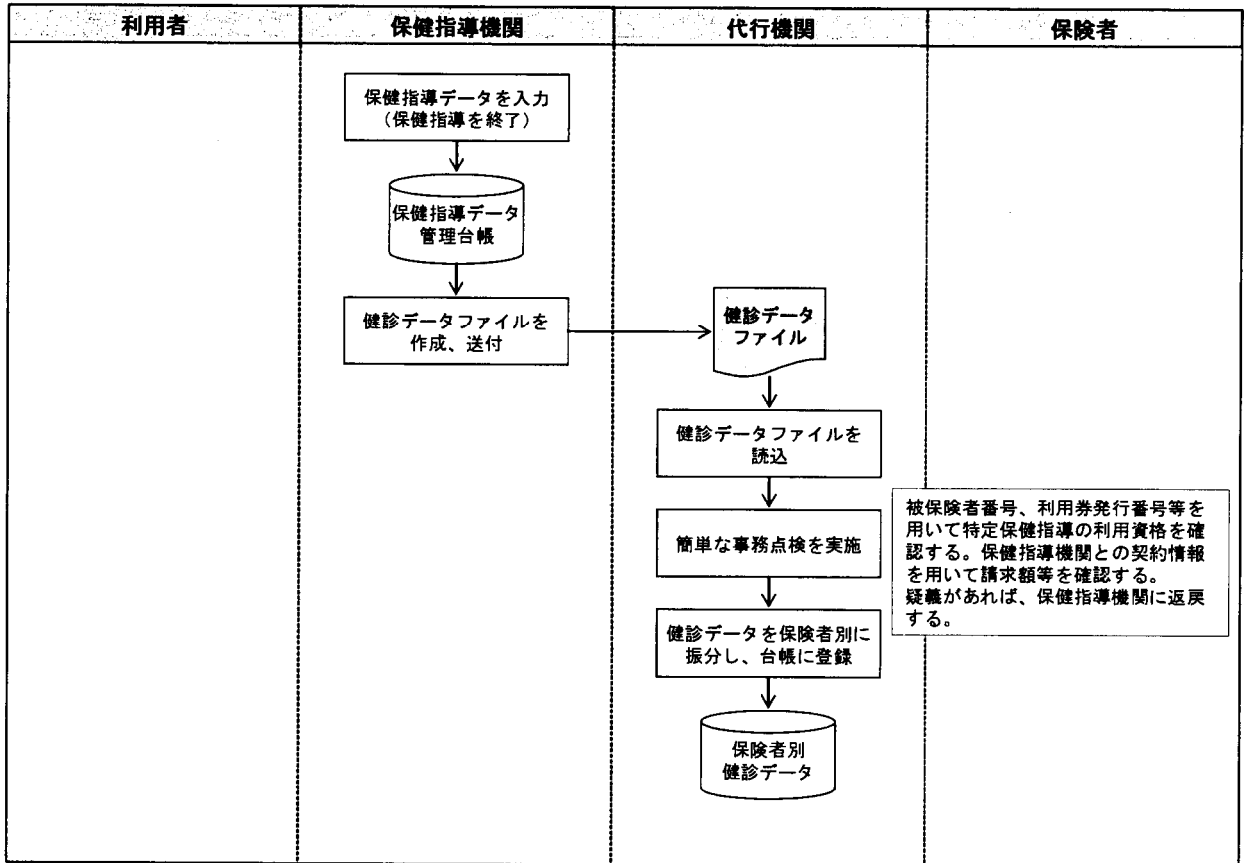 利用者
保健指導機関
代行機関
保険者
保健指導データを入力
（保健指導を終了）
保健指導データ
管理台帳
健診データファイルを
作成、送付
健診データ
ファイル
健診データファイルを
読込
簡単な事務点検を実施
被保険者番号、利用券発行番号等を
用いて特定保健指導の利用資格を確
認する。保健指導機関との契約情報
を用いて請求額等を確認する。
疑義があれば、保健指導機関に返戻
する。
健診データを保険者別に
振分し、台帳に登録
保険者別
健診データ